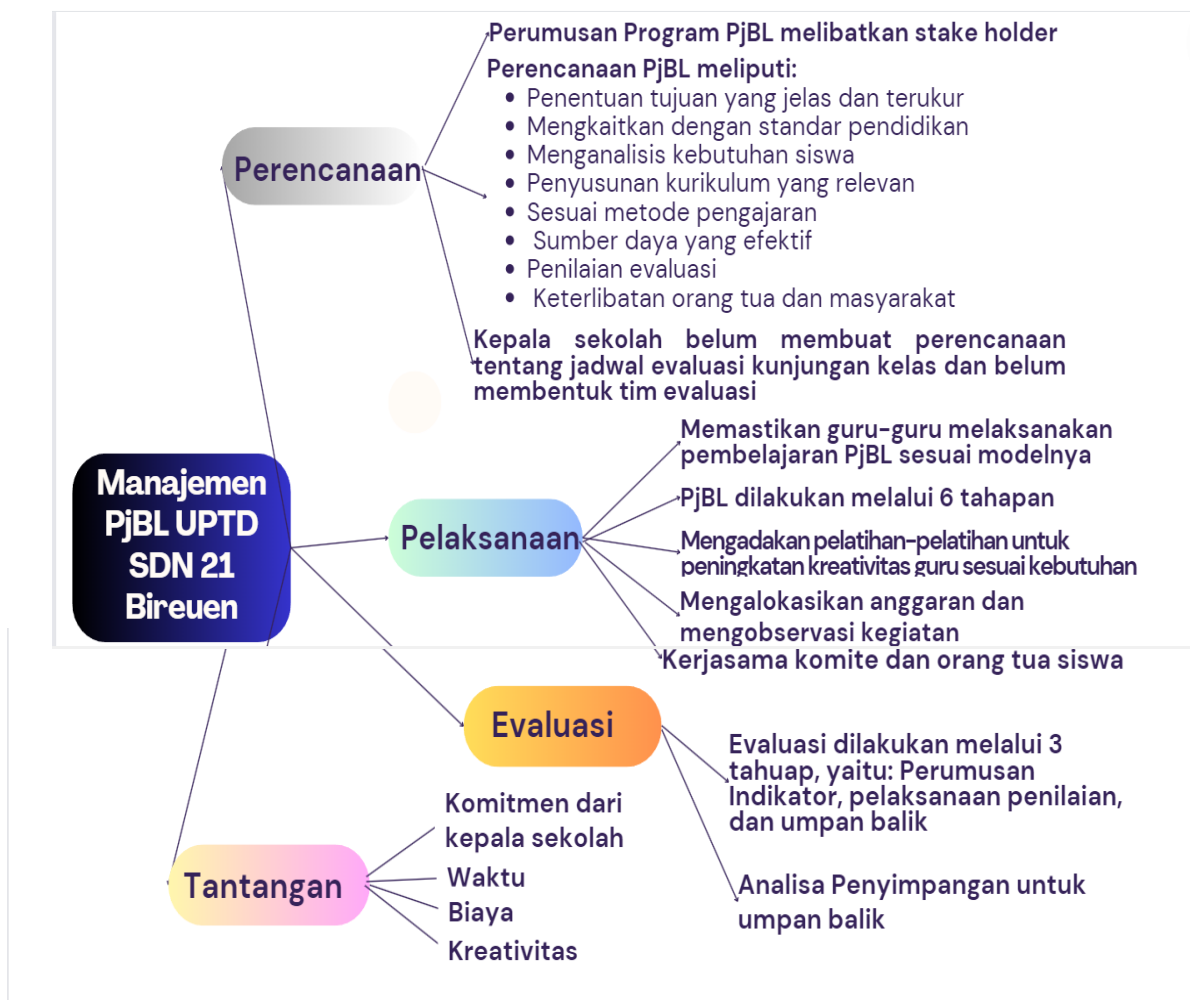 Perumusan Program PjBL melibatkan stake holder
Perencanaan PjBL meliputi:
• Penentuan tujuan yang jelas dan terukur
• Mengkaitkan dengan standar pendidikan
• Menganalisis kebutuhan siswa
• Penyusunan kurikulum yang relevan
• Sesuai metode pengajaran
• Sumber daya yang efektif
• Penilaian evaluasi
• Keterlibatan orang tua dan masyarakat
Perencanaan
Kepala sekolah belum membuat perencanaan
tentang jadwal evaluasi kunjungan kelas dan belum
membentuk tim evaluasi
Manajemen
PjBL UPTD
SDN 21
Bireuen
Pelaksanaan
Memastikan guru-guru melaksanakan
pembelajaran PjBL sesuai modelnya
PjBL dilakukan melalui 6 tahapan
Mengadakan pelatihan-pelatihan untuk
peningkatan kreativitas guru sesuai kebutuhan
Mengalokasikan anggaran dan
mengobservasi kegiatan
Kerjasama komite dan orang tua siswa
Evaluasi
Evaluasi dilakukan melalui 3
tahuap, yaitu: Perumusan
Indikator, pelaksanaan penilaian,
dan umpan balik
Analisa Penyimpangan untuk
umpan balik
Tantangan
Komitmen dari
kepala sekolah
Waktu
Biaya
Kreativitas